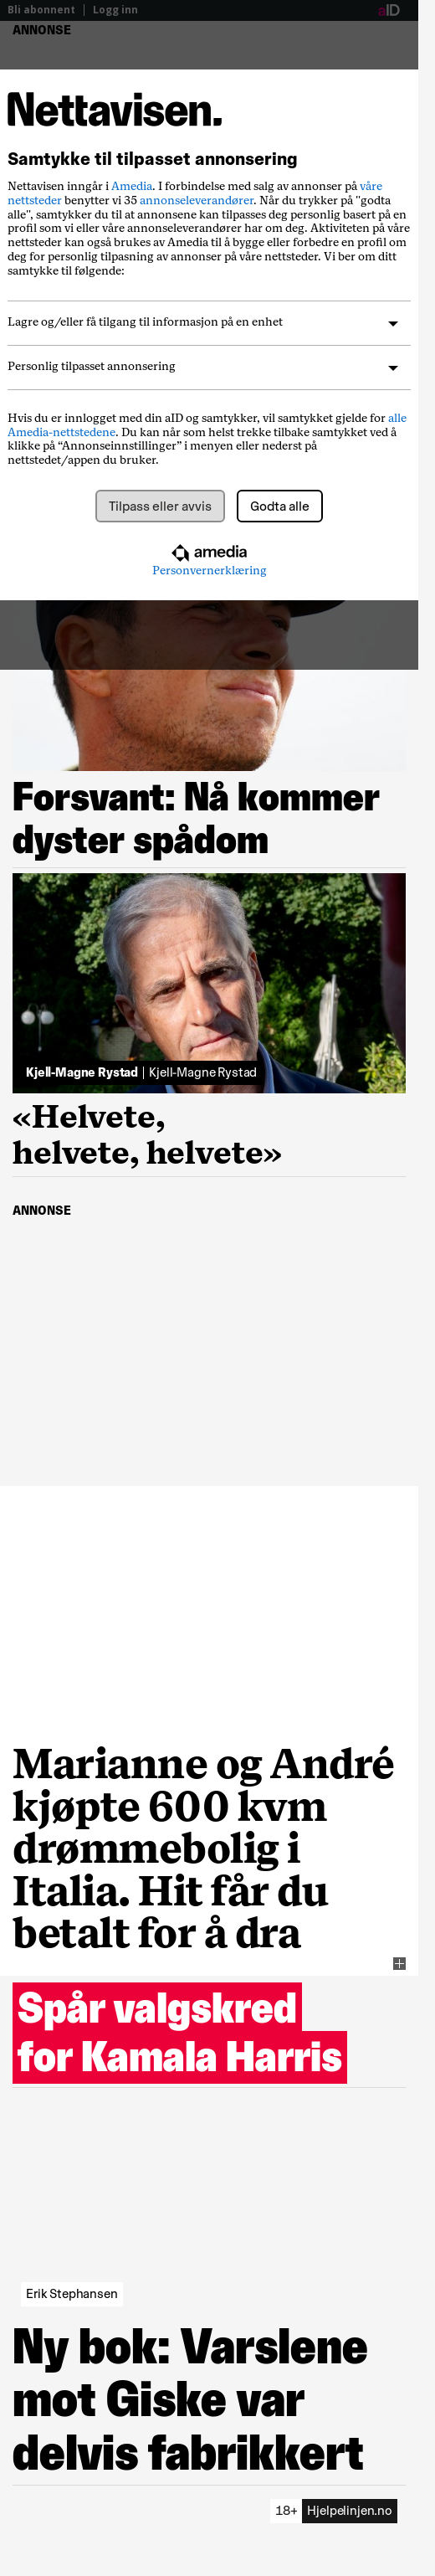 Bli abonnent | Logg inn
aID
ANNONSE
Nettavisen.
Samtykke til tilpasset annonsering
Nettavisen inngår i Amedia. I forbindelse med salg av annonser på våre
nettsteder benytter vi 35 annonseleverandører. Når du trykker på "godta
alle", samtykker du til at annonsene kan tilpasses deg personlig basert på en
profil som vi eller våre annonseleverandører har om deg. Aktiviteten på våre
nettsteder kan også brukes av Amedia til å bygge eller forbedre en profil om
deg for personlig tilpasning av annonser på våre nettsteder. Vi ber om ditt
samtykke til følgende:
Lagre og/eller få tilgang til informasjon på en enhet
Personlig tilpasset annonsering
Hvis du er innlogget med din aID og samtykker, vil samtykket gjelde for alle
Amedia-nettstedene. Du kan når som helst trekke tilbake samtykket ved å
klikke på “Annonseinnstillinger” i menyen eller nederst på
nettstedet/appen du bruker.
Tilpass eller avvis
Godta alle
amedia
Personvernerklæring
Forsvant: Nå kommer
dyster spådom
Kjell-Magne Rystad | Kjell-Magne Rystad
«Helvete,
helvete, helvete»
ANNONSE
Marianne og André
kjøpte 600 kvm
drømmebolig i
Italia. Hit får du
betalt for å dra
Spår valgskred
for Kamala Harris
Erik Stephansen
Ny bok: Varslene
mot Giske var
delvis fabrikkert
18+ Hjelpelinjen.no